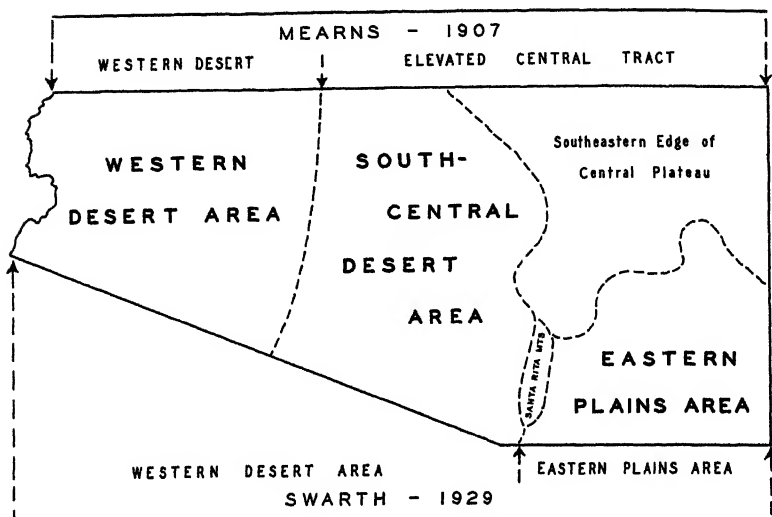 MEARNS - 1907
WESTERN DESERT
ELEVATED CENTRAL TRACT
WESTERN
DESERT AREA
SOUTH-
CENTRAL
DESERT
AREA
Southeastern Edge of
Central Plateau
SANTA RITA MTS
EASTERN
PLAINS AREA
WESTERN DESERT AREA
EASTERN PLAINS AREA
SWARTH - 1929